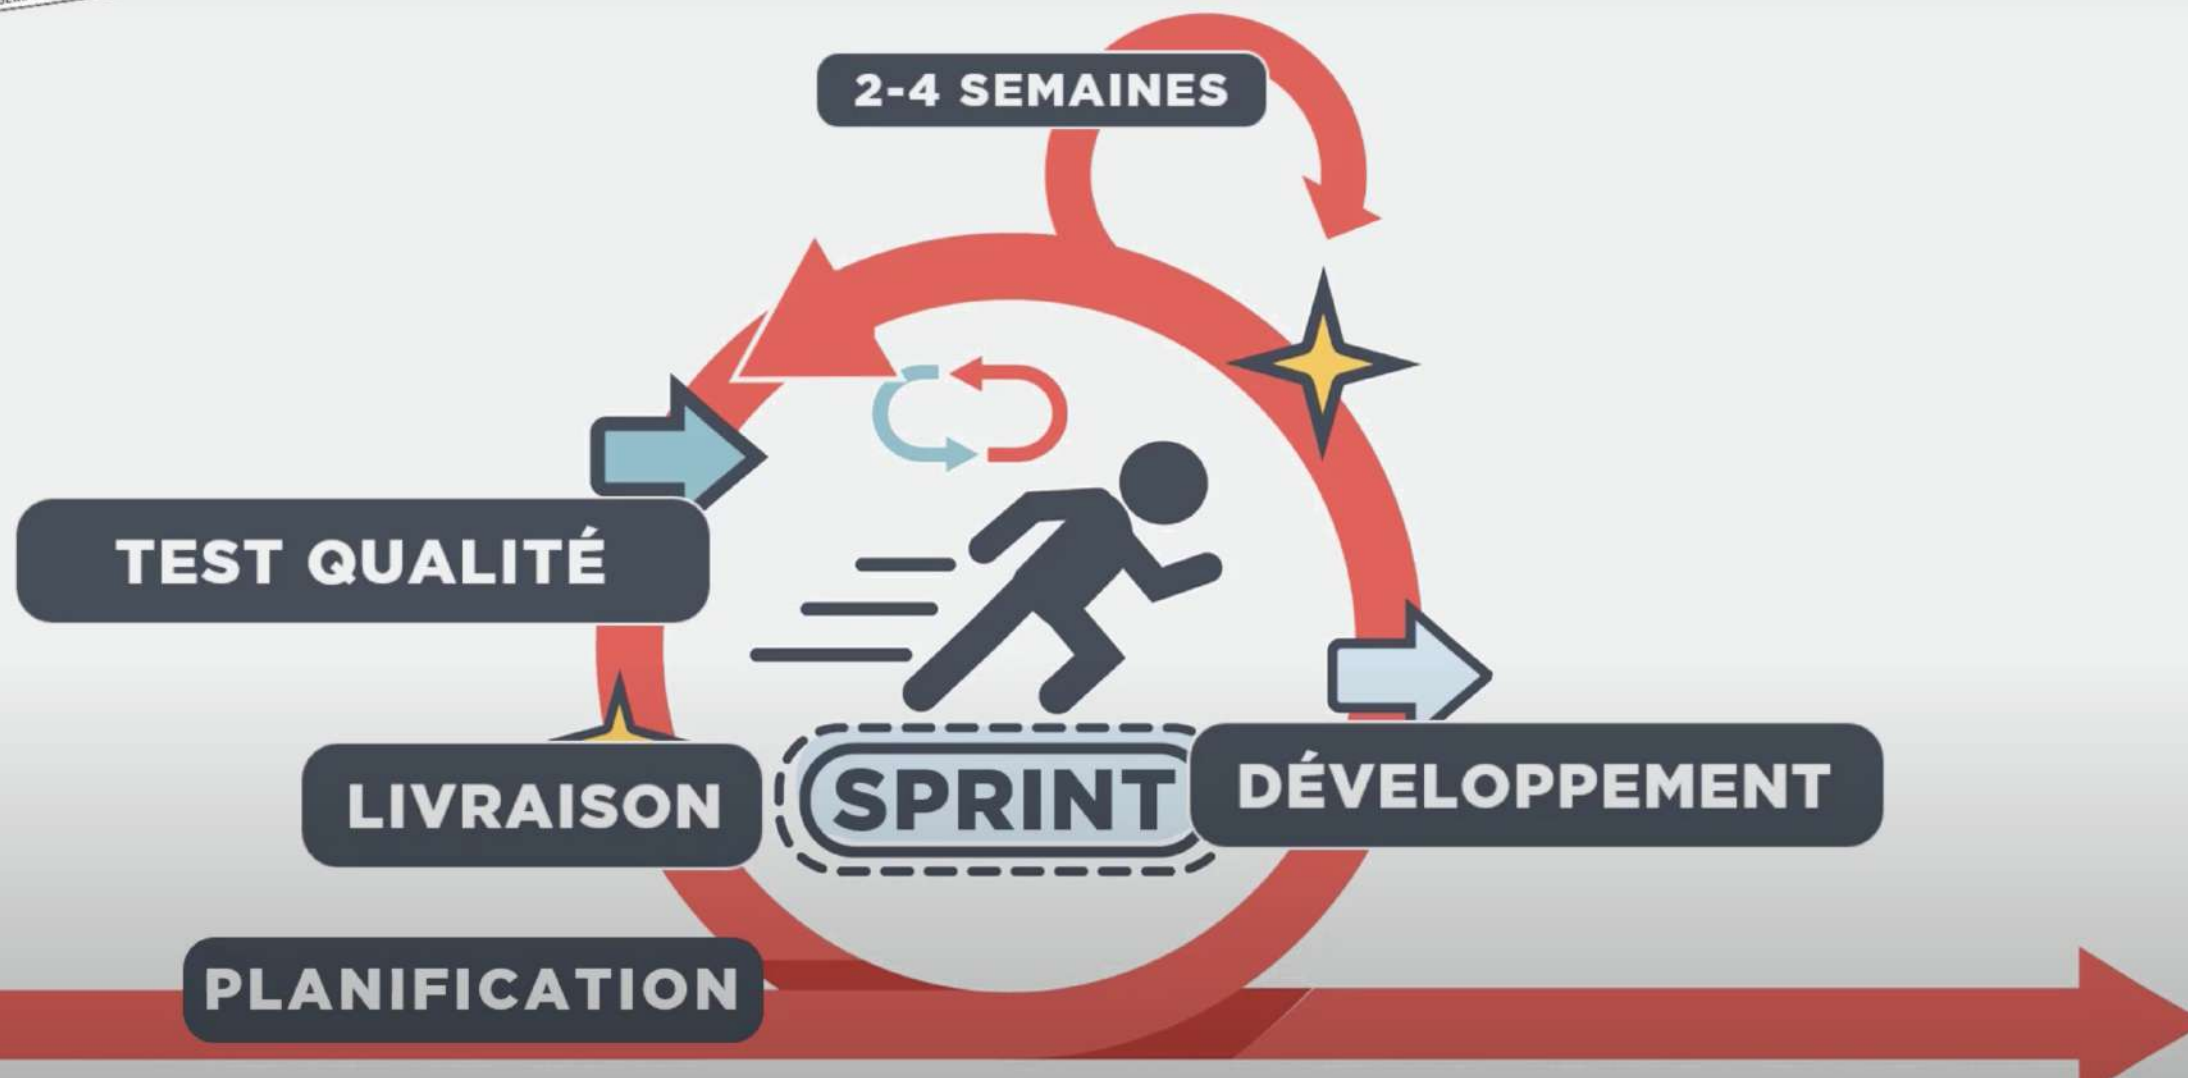 2-4 SEMAINES
TEST QUALITÉ
LIVRAISON
SPRINT
DÉVELOPPEMENT
PLANIFICATION